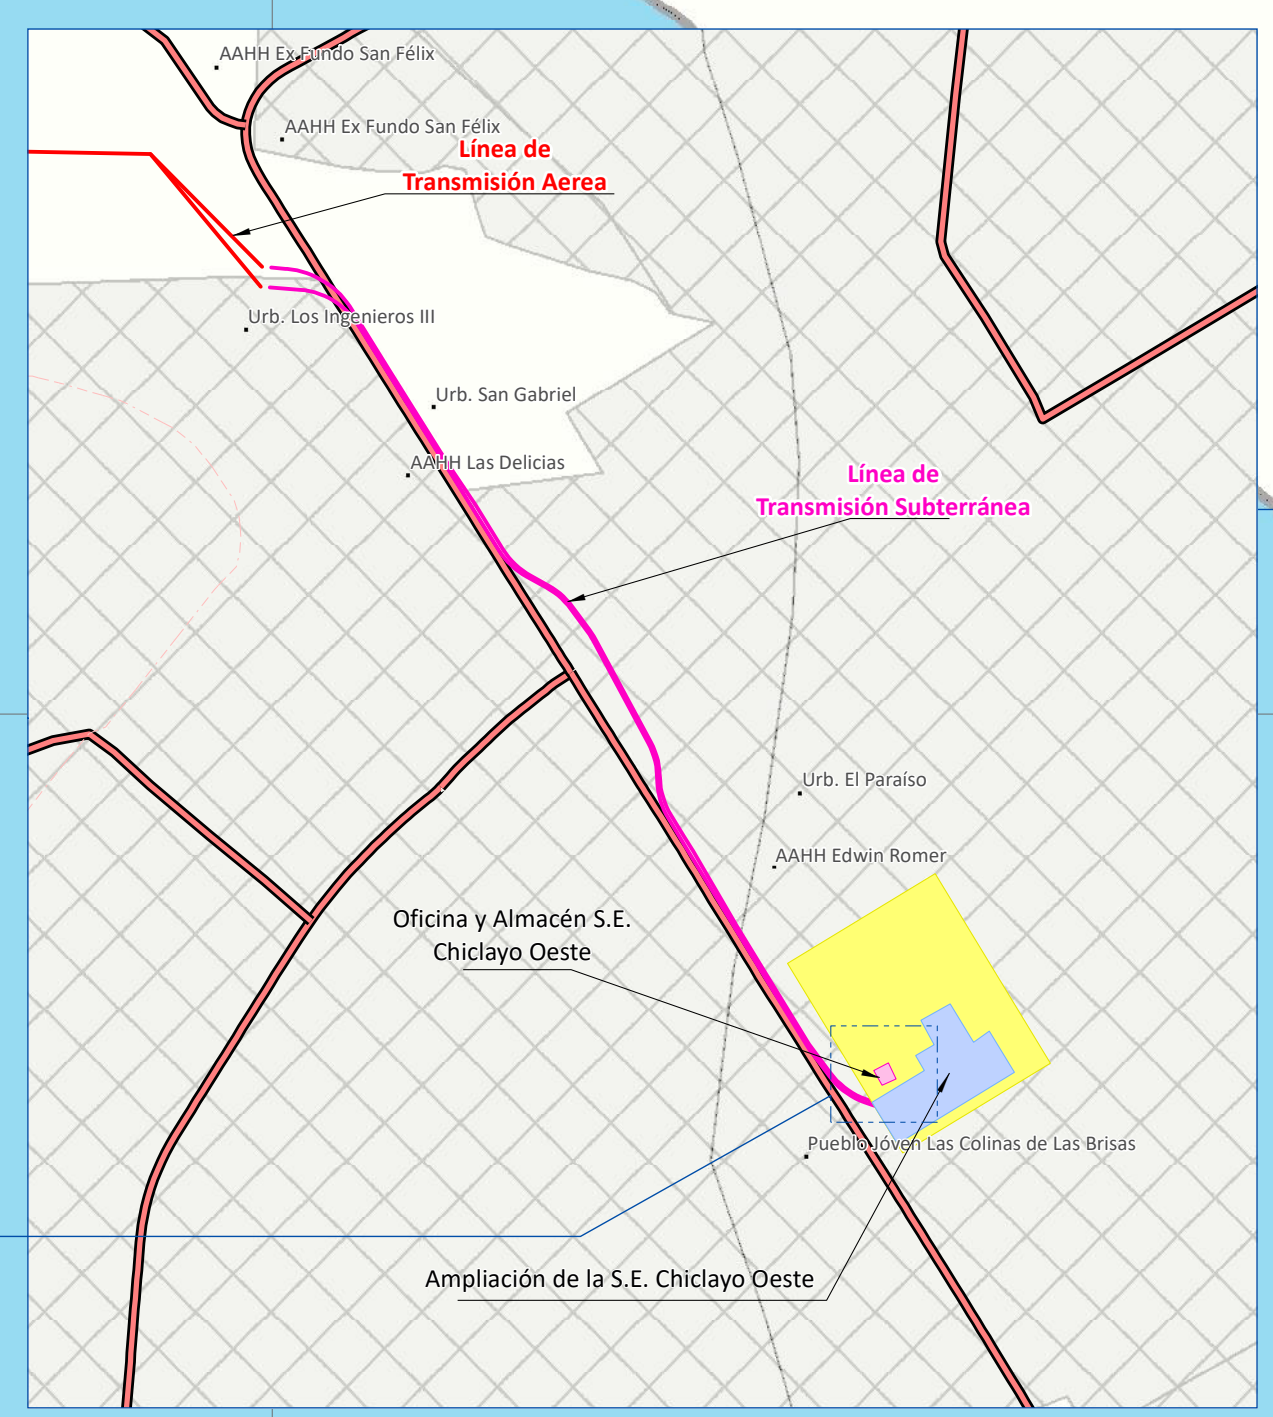 AAHH Ex Fundo San Félix
AAHH Ex Fundo San Félix
Línea de
Transmisión Aerea
Urb. Los Ingenieros III
Urb. San Gabriel
AAHH Las Delicias
Línea de
Transmisión Subterránea
Urb. El Paraíso
AAHH Edwin Romer
Oficina y Almacén S.E.
Chiclayo Oeste
Pueblo Jóven Las Colinas de Las Brisas
Ampliación de la S.E. Chiclayo Oeste